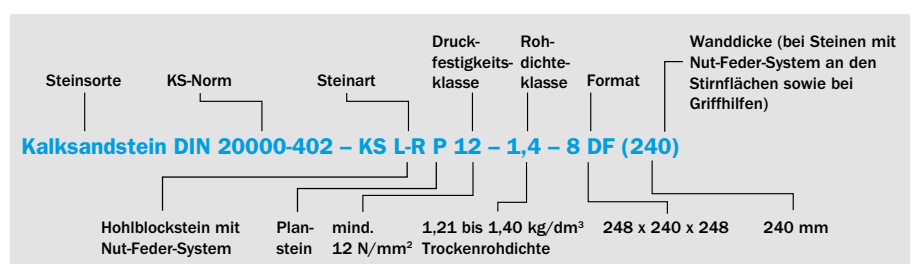 Wanddicke (bei Steinen mit
Nut-Feder-System an den
Stirnflächen sowie bei
Griffhilfen)
Druck-
festigkeits-
klasse
Roh-
dichte-
klasse
Steinsorte KS-Norm Steinart Format
Kalksandstein DIN 20000-402 – KS L-R P 12 – 1,4 – 8 DF (240)
Hohlblockstein mit
Nut-Feder-System
Plan-
stein
mind.
12 N/mm²
1,21 bis 1,40 kg/dm³
Trockenrohdichte
248 x 240 x 248
240 mm